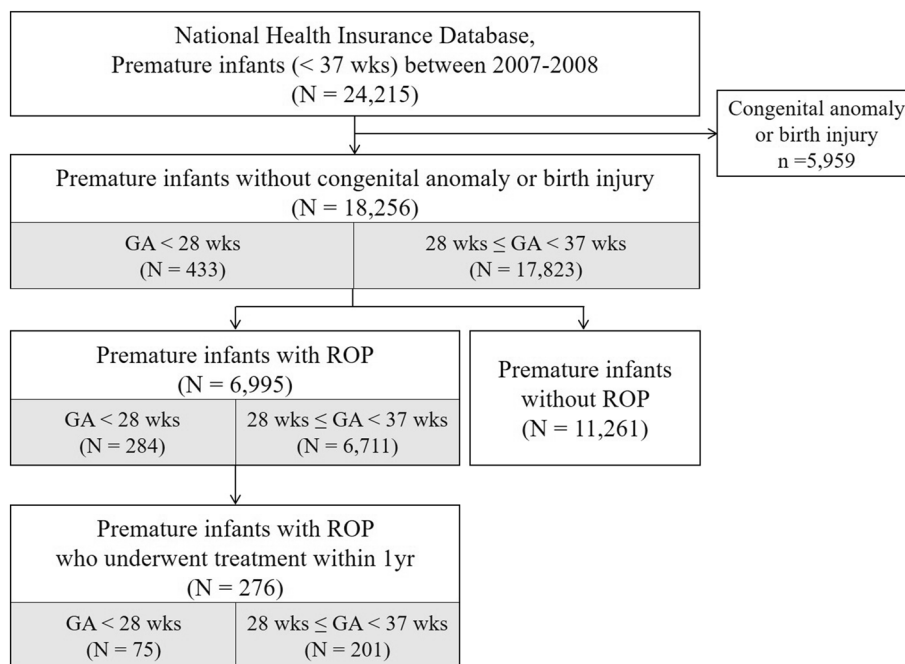 National Health Insurance Database,
Premature infants (< 37 wks) between 2007-2008
(N = 24,215)
Congenital anomaly
or birth injury
n =5,959
Premature infants without congenital anomaly or birth injury
(N = 18,256)
GA < 28 wks
(N = 433)
28 wks ≤ GA < 37 wks
(N = 17,823)
Premature infants with ROP
(N = 6,995)
GA < 28 wks
(N = 284)
28 wks ≤ GA < 37 wks
(N = 6,711)
Premature infants
without ROP
(N = 11,261)
Premature infants with ROP
who underwent treatment within 1yr
(N = 276)
GA < 28 wks
(N = 75)
28 wks ≤ GA < 37 wks
(N = 201)